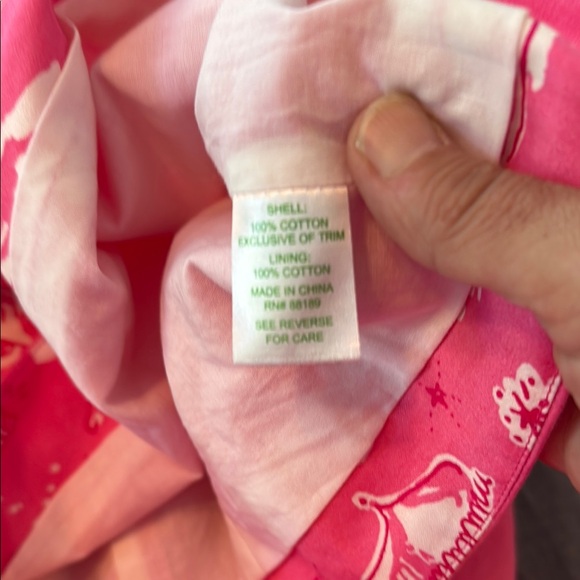 SHELL:
100% COTTON
EXCLUSIVE OF TRIM
LINING:
100% COTTON
MADE IN CHINA
RN# 88189
SEE REVERSE
FOR CARE